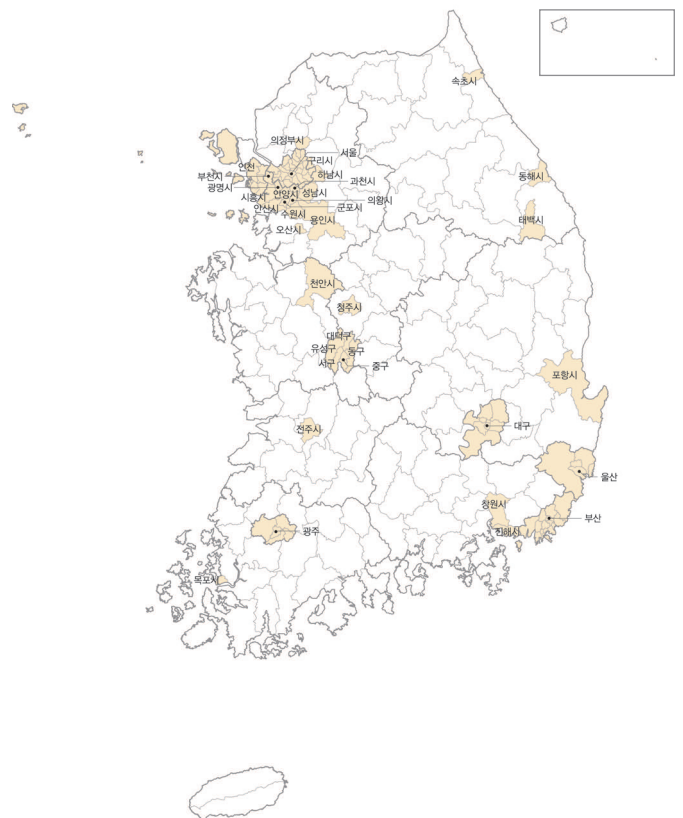 속초시
의정부시
서울
구리시
인천
하남시
부천시
과천시
광명시
안양시
성남시
시흥시
의왕시
안산시
수원시
군포시
용인시
오산시
동해시
태백시
천안시
청주시
대덕구
유성구
동구
서구
중구
포항시
전주시
대구
울산
창원시
부산
진해시
광주
목포시